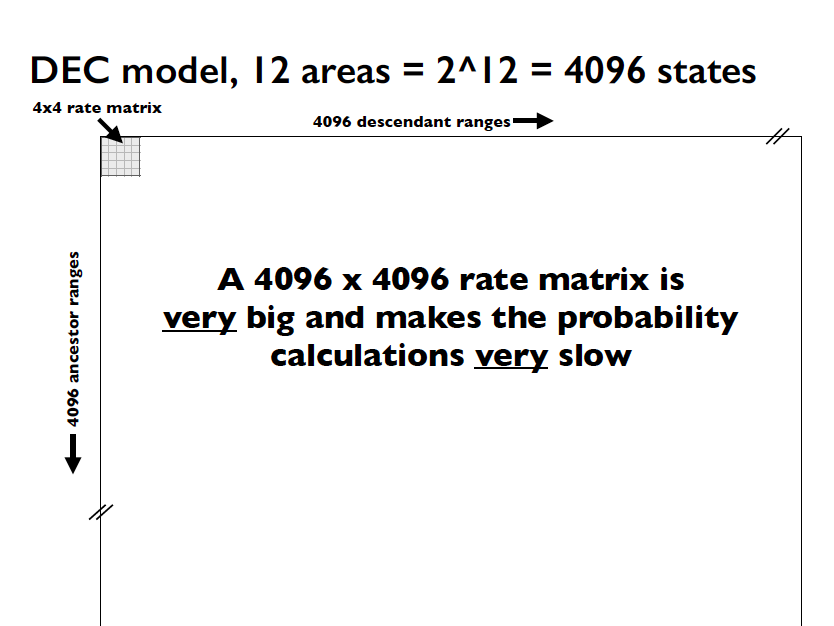 DEC model, 12 areas = 2^12 = 4096 states
4x4 rate matrix
4096 descendant ranges
4096 ancestor ranges
A 4096 x 4096 rate matrix is
very big and makes the probability
calculations very slow